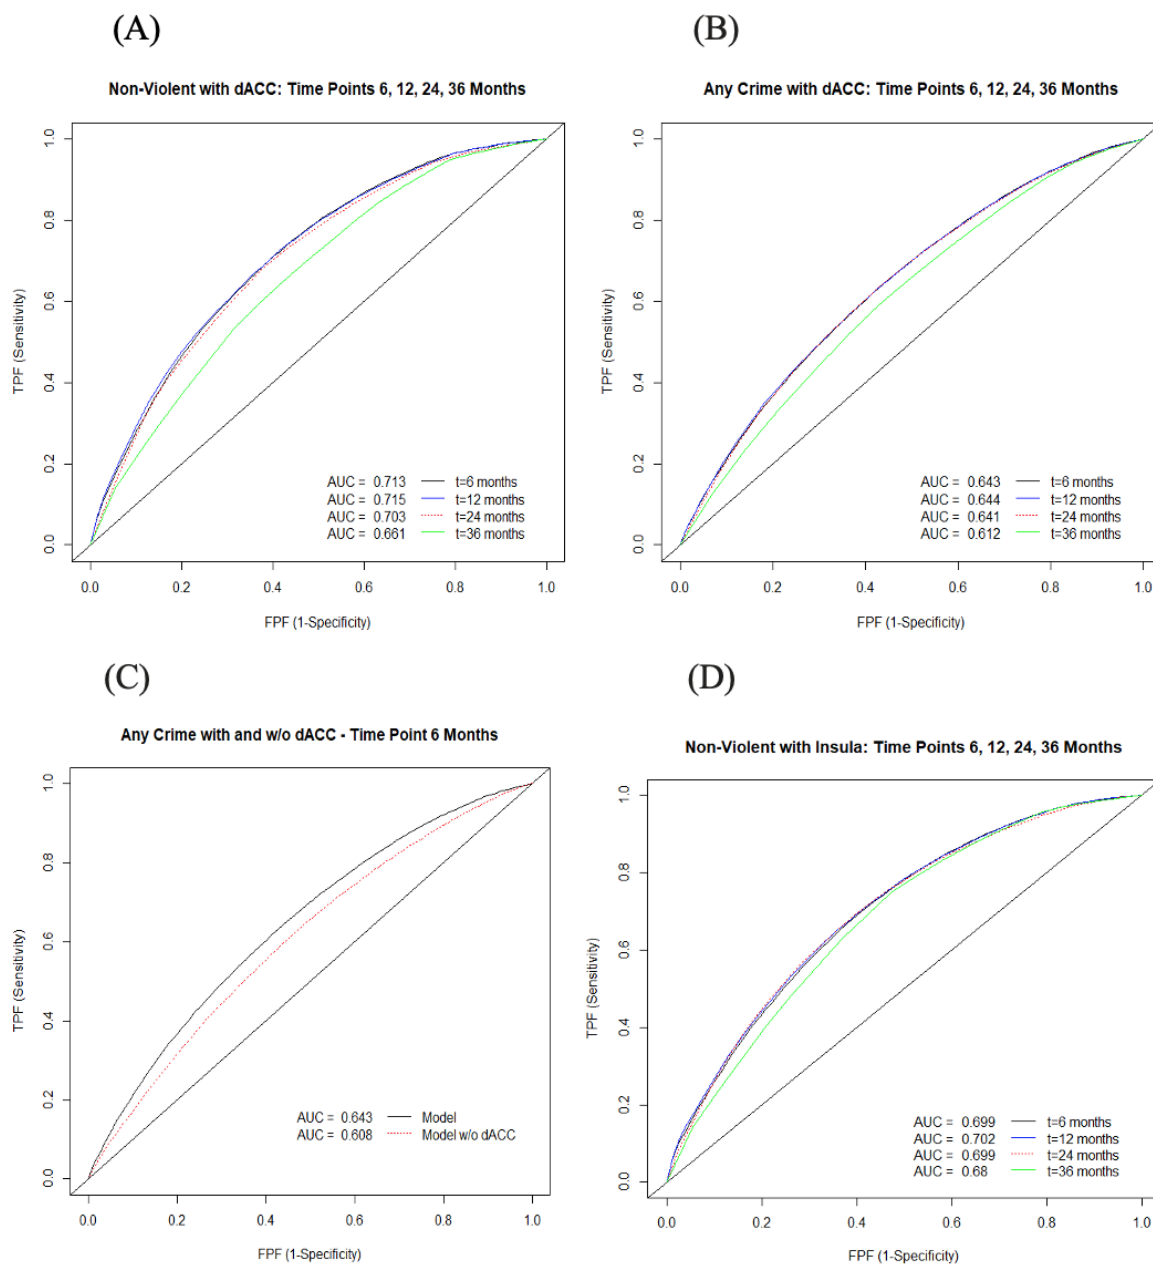 (A)
Non-Violent with dACC: Time Points 6, 12, 24, 36 Months
TPF (Sensitivity)
1.0
0.8
0.6
0.4
0.2
0.0
AUC = 0.713 t=6 months
AUC = 0.715 t=12 months
AUC = 0.703 t=24 months
AUC = 0.661 t=36 months
0.0 0.2 0.4 0.6 0.8 1.0
FPF (1-Specificity)
(B)
Any Crime with dACC: Time Points 6, 12, 24, 36 Months
TPF (Sensitivity)
1.0
0.8
0.6
0.4
0.2
0.0
AUC = 0.643 t=6 months
AUC = 0.644 t=12 months
AUC = 0.641 t=24 months
AUC = 0.612 t=36 months
0.0 0.2 0.4 0.6 0.8 1.0
FPF (1-Specificity)
(C)
Any Crime with and w/o dACC - Time Point 6 Months
TPF (Sensitivity)
1.0
0.8
0.6
0.4
0.2
0.0
AUC = 0.643 Model
AUC = 0.608 Model w/o dACC
0.0 0.2 0.4 0.6 0.8 1.0
FPF (1-Specificity)
(D)
Non-Violent with Insula: Time Points 6, 12, 24, 36 Months
TPF (Sensitivity)
1.0
0.8
0.6
0.4
0.2
0.0
AUC = 0.699 t=6 months
AUC = 0.702 t=12 months
AUC = 0.699 t=24 months
AUC = 0.68 t=36 months
0.0 0.2 0.4 0.6 0.8 1.0
FPF (1-Specificity)